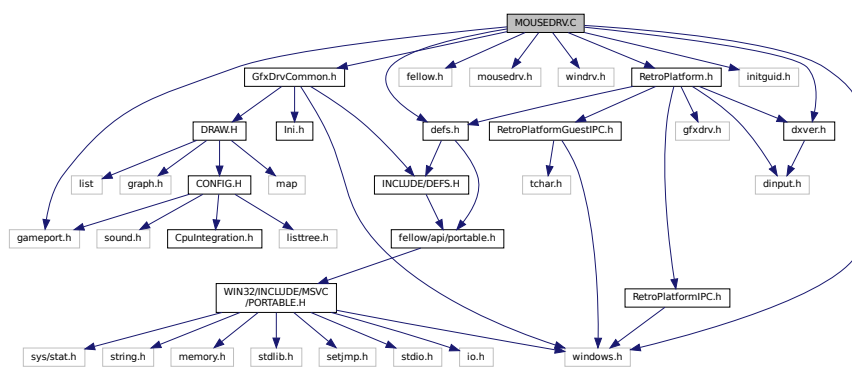 MOUSEDRV.C
GfxDrvCommon.h
fellow.h
mousedrv.h
windrv.h
RetroPlatform.h
initguid.h
DRAW.H
Ini.h
defs.h
RetroPlatformGuestIPC.h
gfxdrv.h
dxver.h
list
graph.h
CONFIG.H
map
INCLUDE/DEFS.H
tchar.h
dinput.h
gameport.h
sound.h
CpuIntegration.h
listtree.h
fellow/api/portable.h
WIN32/INCLUDE/MSVC
/PORTABLE.H
RetroPlatformIPC.h
sys/stat.h
string.h
memory.h
stdlib.h
setjmp.h
stdio.h
io.h
windows.h